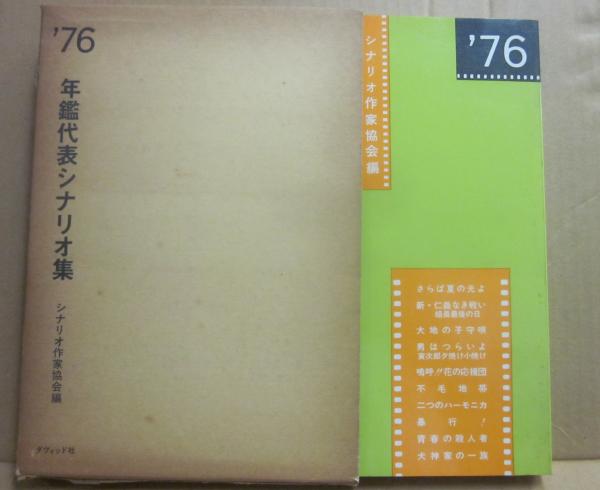 '76
年鑑代表シナリオ集
シナリオ作家協会編
ダヴィッド社
'76
シナリオ作家協会編
さらば夏の光よ
新・仁義なき戦い
組長最後の日
大地の子守唄
男はつらいよ
寅次郎夕焼け小焼け
嗚呼!!花の応援団
不毛地帯
二つのハーモニカ
暴行!
青春の殺人者
犬神家の一族